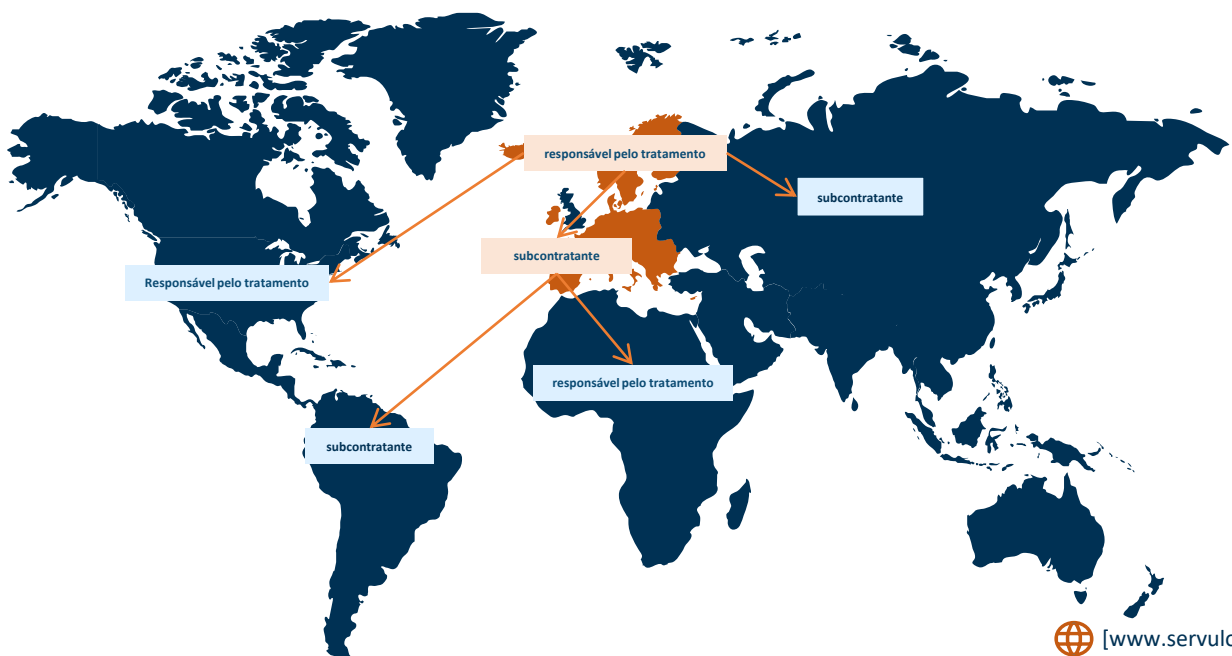 responsável pelo tratamento
subcontratante
subcontratante
Responsável pelo tratamento
responsável pelo tratamento
subcontratante
[www.servulo